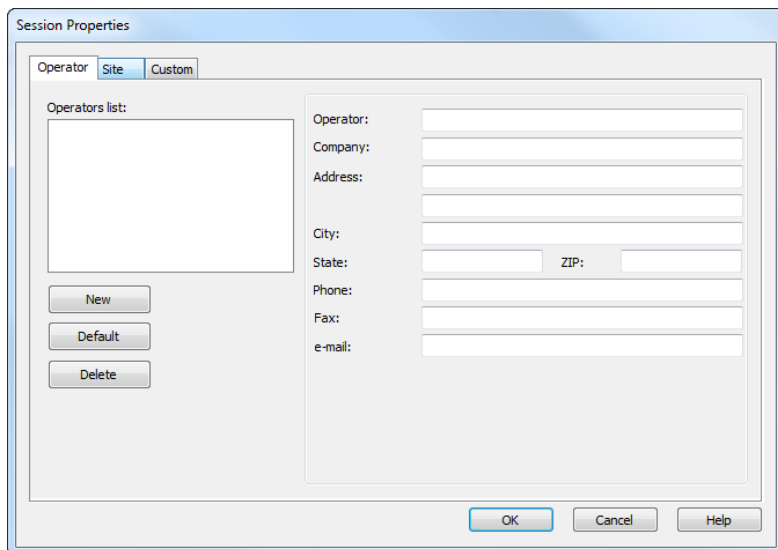 Session Properties
Operator Site Custom
Operators list:
New
Default
Delete
Operator:
Company:
Address:
City:
State: ZIP:
Phone:
Fax:
e-mail:
OK Cancel Help